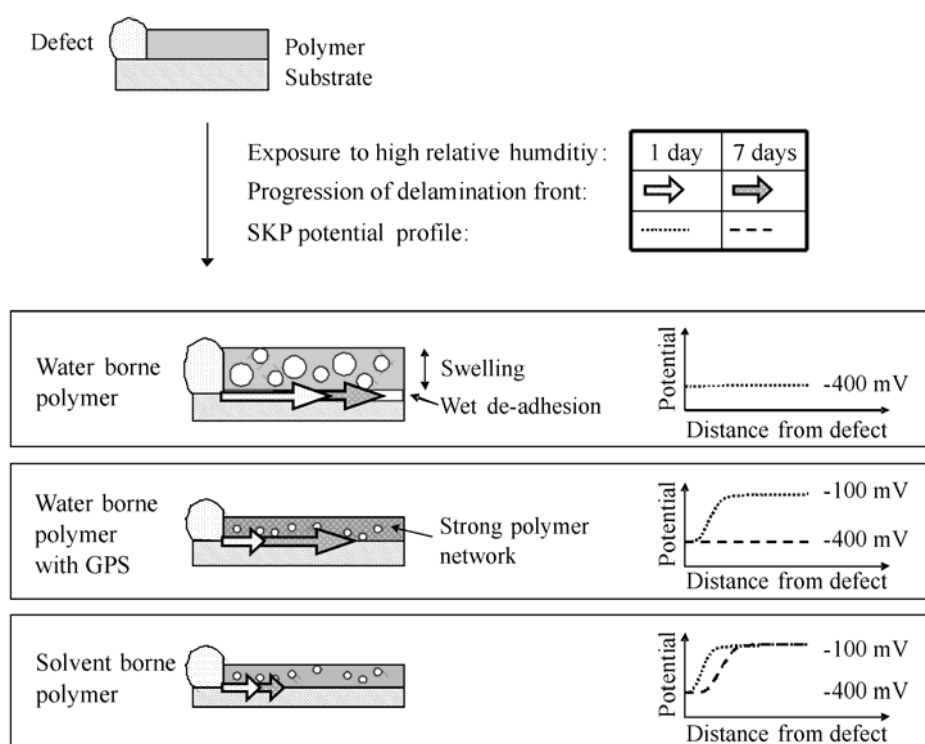 Defect
Polymer
Substrate
Exposure to high relative humditiy:
1 day
7 days
Progression of delamination front:
SKP potential profile:
Water borne
polymer
Swelling
Wet de-adhesion
Potential
-400 mV
Distance from defect
Water borne
polymer
with GPS
Strong polymer
network
Potential
-100 mV
-400 mV
Distance from defect
Solvent borne
polymer
Potential
-100 mV
-400 mV
Distance from defect